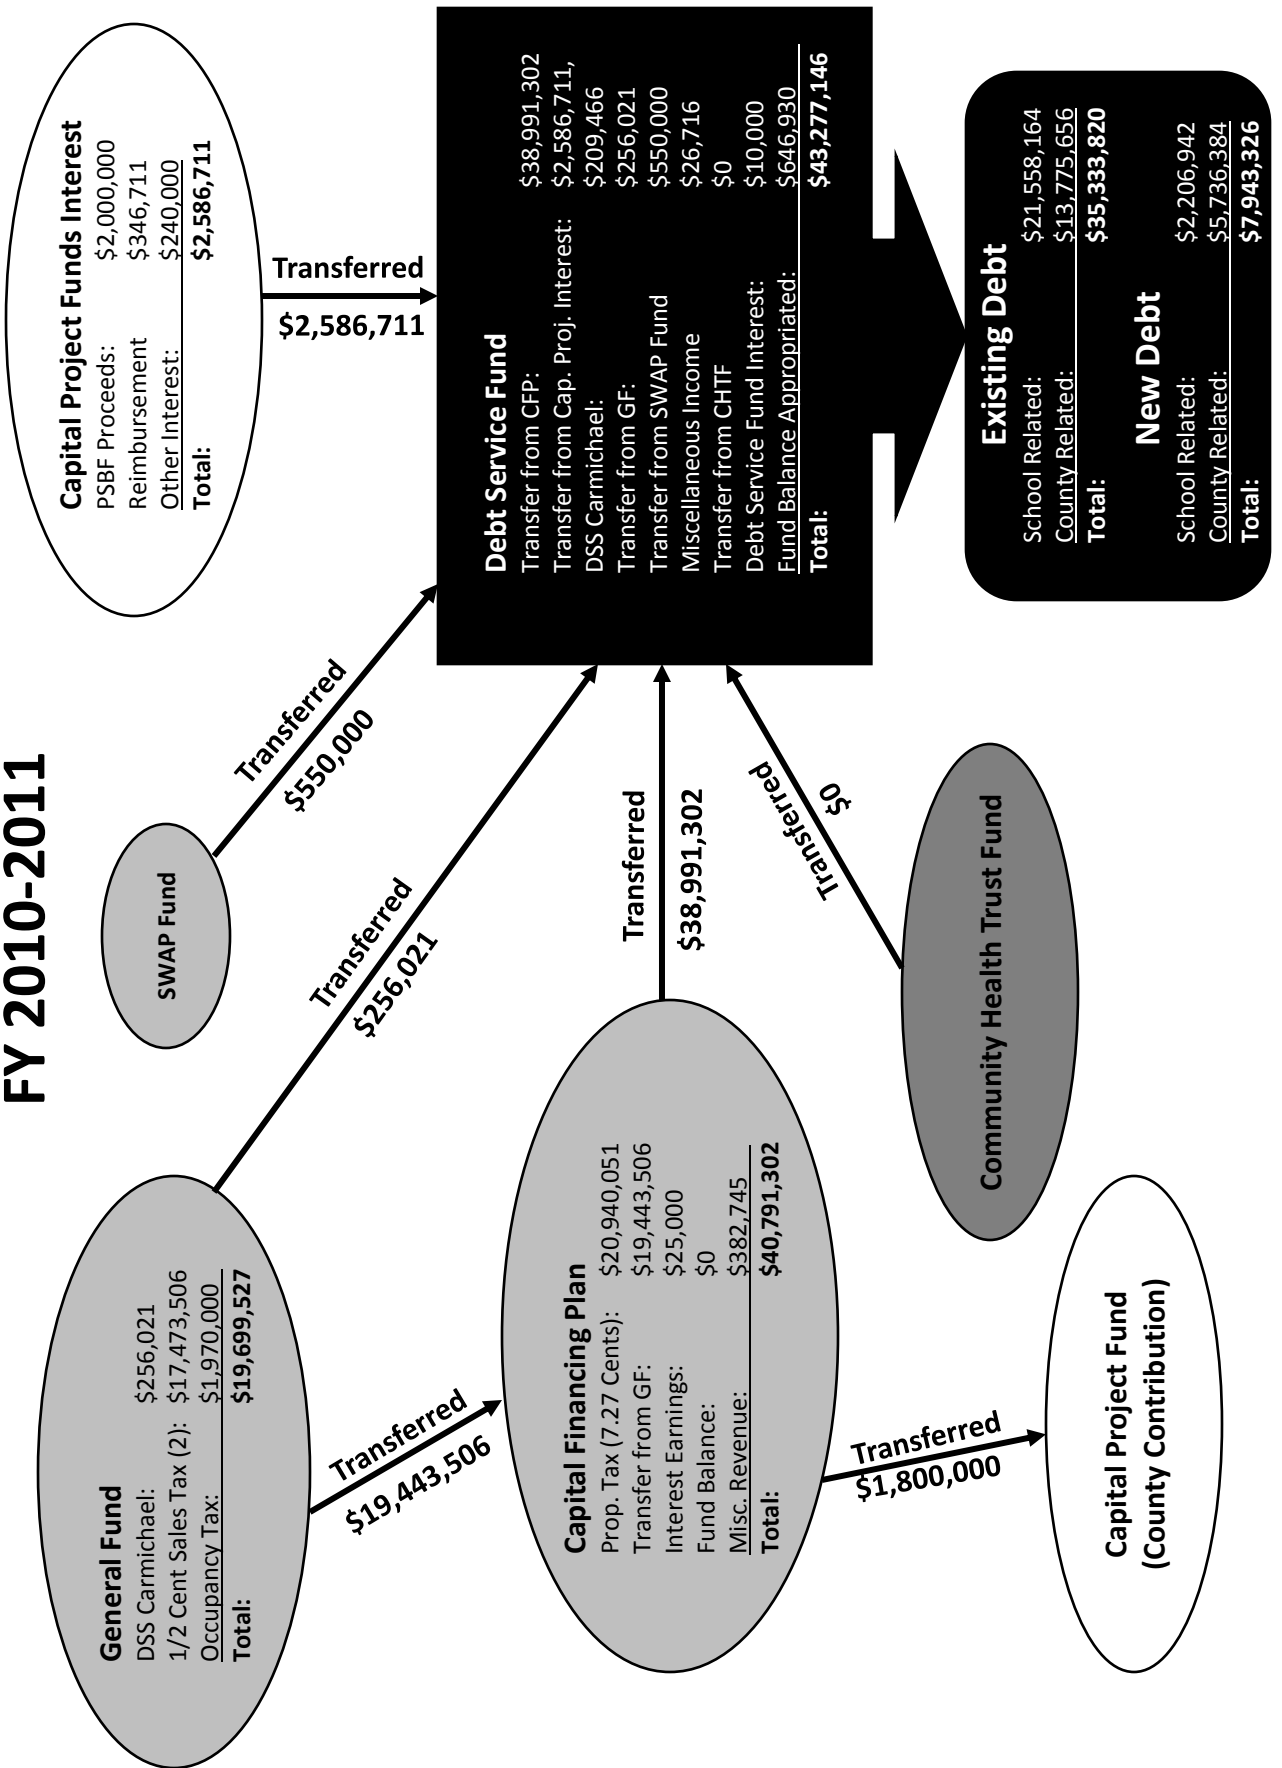 FY 2010-2011
General Fund
DSS Carmichael: $256,021
1/2 Cent Sales Tax (2): $17,473,506
Occupancy Tax: $1,970,000
Total: $19,699,527
SWAP Fund
Capital Project Funds Interest
PSBF Proceeds: $2,000,000
Reimbursement $346,711
Other Interest: $240,000
Total: $2,586,711
Transferred
$550,000
Transferred
$256,021
Transferred
$2,586,711
Transferred
$19,443,506
Capital Financing Plan
Prop. Tax (7.27 Cents): $20,940,051
Transfer from GF: $19,443,506
Interest Earnings: $25,000
Fund Balance: $0
Misc. Revenue: $382,745
Total: $40,791,302
Transferred
$38,991,302
Debt Service Fund
Transfer from CFP: $38,991,302
Transfer from Cap. Proj. Interest: $2,586,711,
DSS Carmichael: $209,466
Transfer from GF: $256,021
Transfer from SWAP Fund $550,000
Miscellaneous Income $26,716
Transfer from CHTF $0
Debt Service Fund Interest: $10,000
Fund Balance Appropriated: $646,930
Total: $43,277,146
Transferred
$0
Transferred
$1,800,000
Community Health Trust Fund
Capital Project Fund
(County Contribution)
Existing Debt
School Related: $21,558,164
County Related: $13,775,656
Total: $35,333,820
New Debt
School Related: $2,206,942
County Related: $5,736,384
Total: $7,943,326